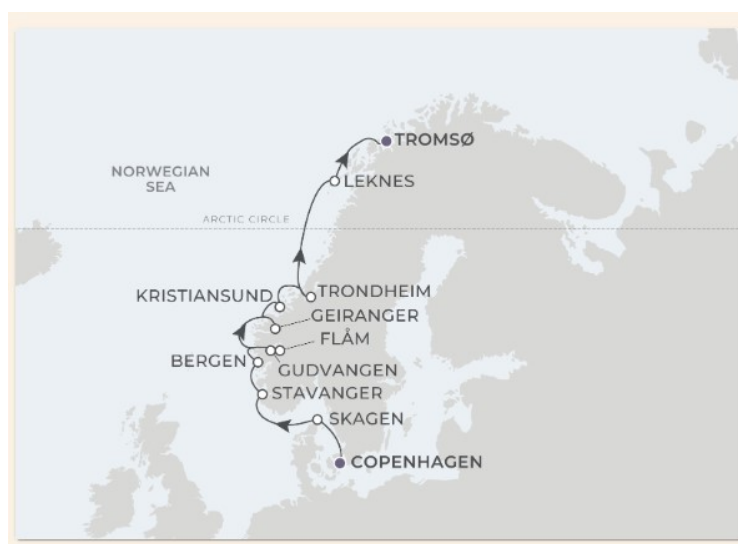 TROMSØ
LEKNES
NORWEGIAN
SEA
ARCTIC CIRCLE
KRISTIANSUND
TRONDHEIM
GEIRANGER
FLÅM
BERGEN
GUDVANGEN
STAVANGER
SKAGEN
COPENHAGEN